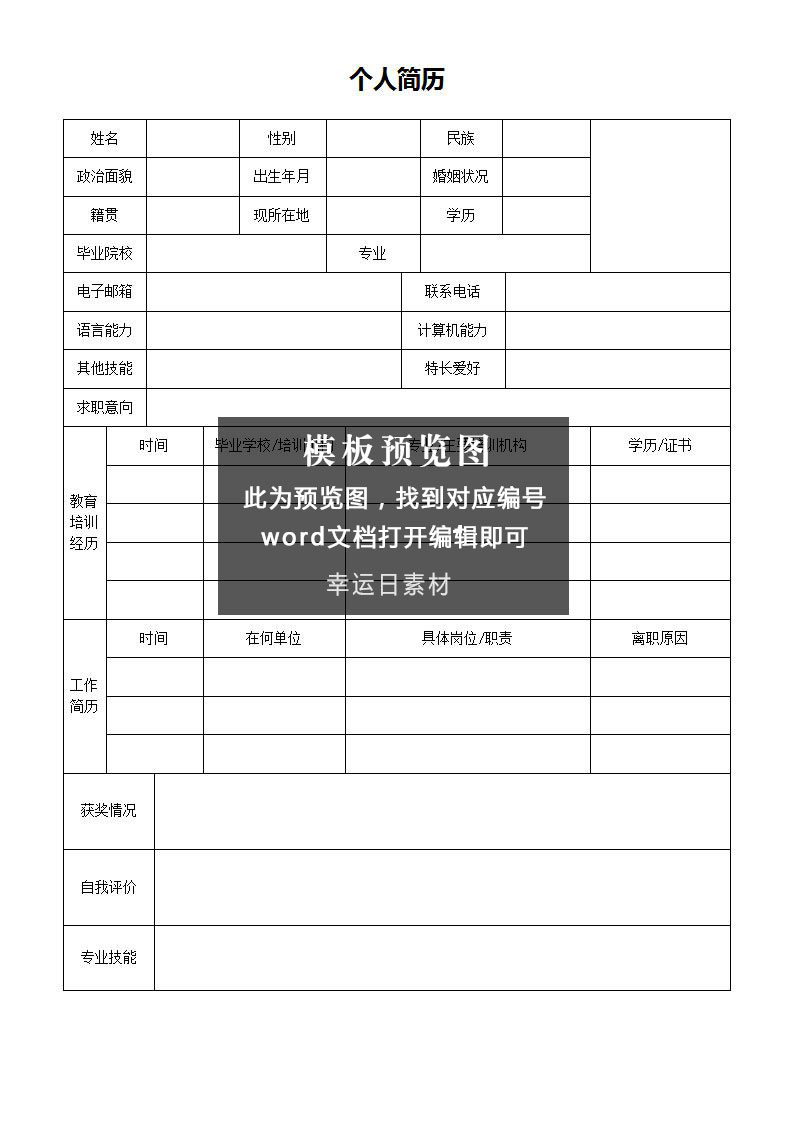 个人简历
姓名 性别 民族
政治面貌 出生年月 婚姻状况
籍贯 现所在地 学历
毕业院校 专业
电子邮箱 联系电话
语言能力 计算机能力
其他技能 特长爱好
求职意向
时间 毕业学校/培训 训机构 学历/证书
模板预览图
此为预览图，找到对应编号
word文档打开编辑即可
幸运日素材
教育
培训
经历
时间 在何单位 具体岗位/职责 离职原因
工作
简历
获奖情况
自我评价
专业技能